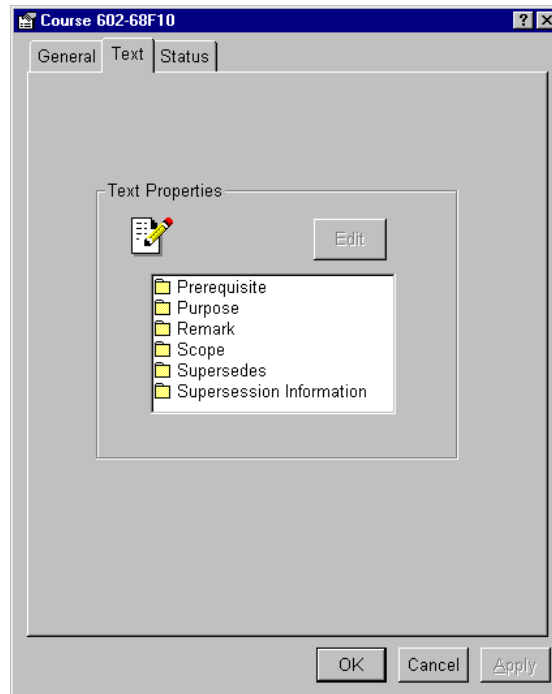 Course 602-68F10
General Text Status
Text Properties
Edit
Prerequisite
Purpose
Remark
Scope
Supersedes
Supersession Information
OK Cancel Apply